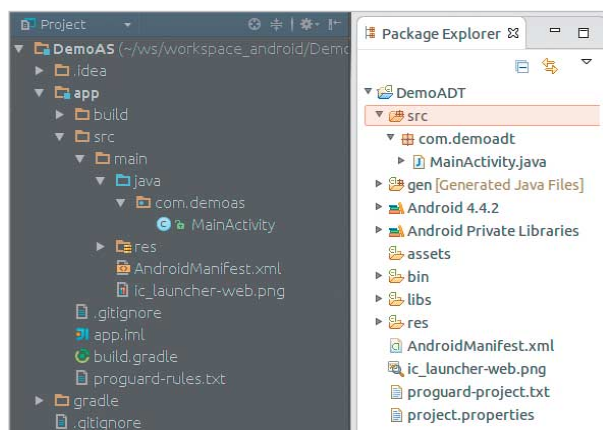 Project
DemoAS (~/ws/workspace_android/Demo
.idea
app
build
src
main
java
com.demoas
MainActivity
res
AndroidManifest.xml
ic_launcher-web.png
.gitignore
app.iml
build.gradle
proguard-rules.txt
gradle
.gitignore
Package Explorer
DemoADT
src
com.demoadt
MainActivity.java
gen [Generated Java Files]
Android 4.4.2
Android Private Libraries
assets
bin
libs
res
AndroidManifest.xml
ic_launcher-web.png
proguard-project.txt
project.properties